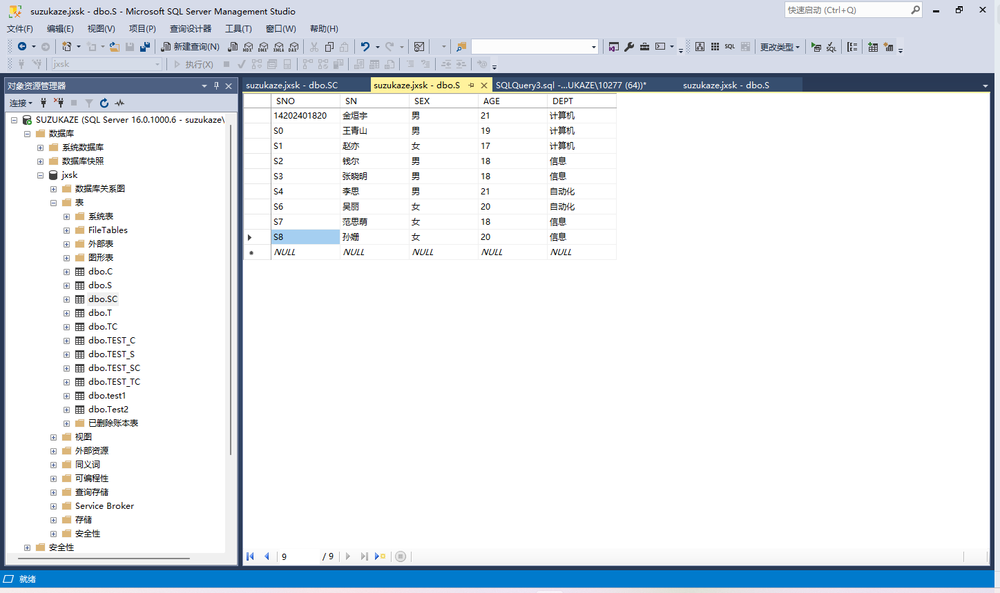 suzukaze.jxsk - dbo.S - Microsoft SQL Server Management Studio
快速启动 (Ctrl+Q)
文件(F) 编辑(E) 视图(V) 项目(P) 查询设计器 工具(T) 窗口(W) 帮助(H)
新建查询(N) MDX DMX XMLA DAX SQL 更改类型 SQL
jxsk 执行(X)
对象资源管理器
连接
SUZUKAZE (SQL Server 16.0.1000.6 - suzukaze\
数据库
系统数据库
数据库快照
jxsk
数据库关系图
表
系统表
FileTables
外部表
图形表
dbo.C
dbo.S
dbo.SC
dbo.T
dbo.TC
dbo.TEST_C
dbo.TEST_S
dbo.TEST_SC
dbo.TEST_TC
dbo.test1
dbo.Test2
已删除账本表
视图
外部资源
同义词
可编程性
查询存储
Service Broker
存储
安全性
安全性
suzukaze.jxsk - dbo.SC suzukaze.jxsk - dbo.S SQLQuery3.sql -...UKAZE\10277 (64))* suzukaze.jxsk - dbo.S
SNO SN SEX AGE DEPT
14202401820 金烜宇 男 21 计算机
S0 王青山 男 19 计算机
S1 赵亦 女 17 计算机
S2 钱尔 男 18 信息
S3 张晓明 男 18 信息
S4 李思 男 21 自动化
S6 吴丽 女 20 自动化
S7 范思萌 女 18 信息
S8 孙姗 女 20 信息
NULL NULL NULL NULL NULL
9 / 9
就绪